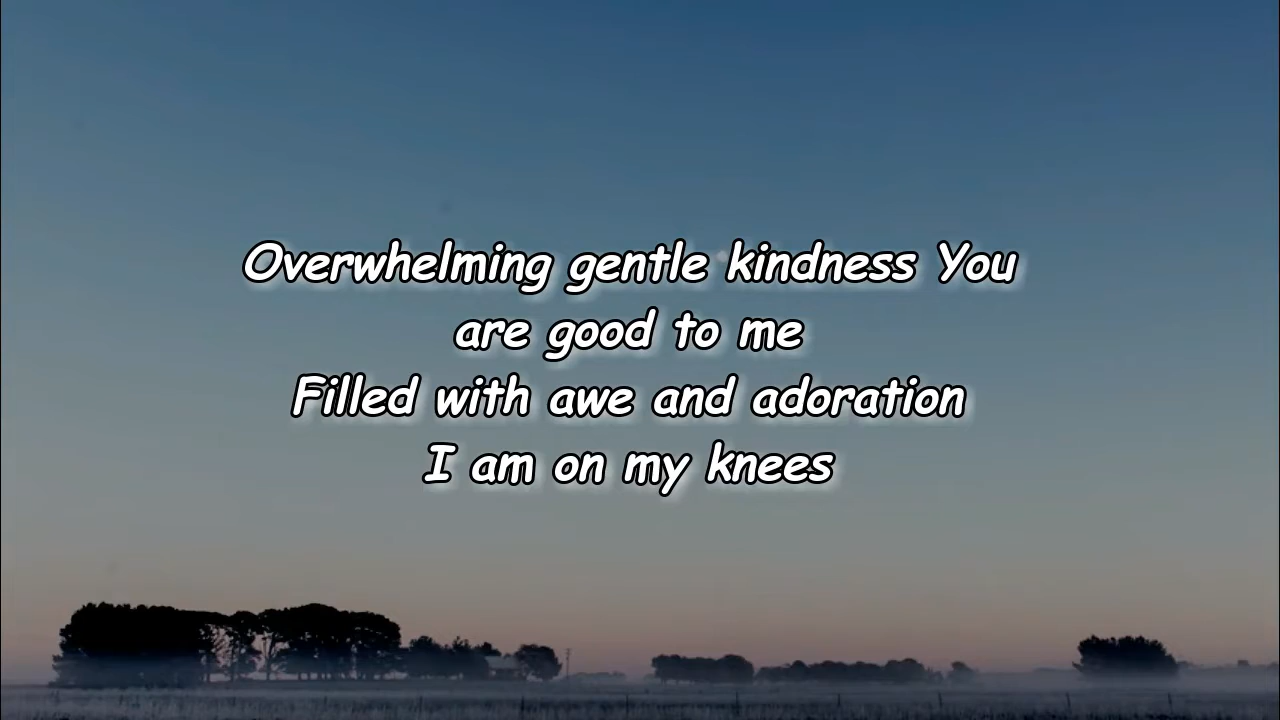 Overwhelming gentle kindness You
are good to me
Filled with awe and adoration
I am on my knees